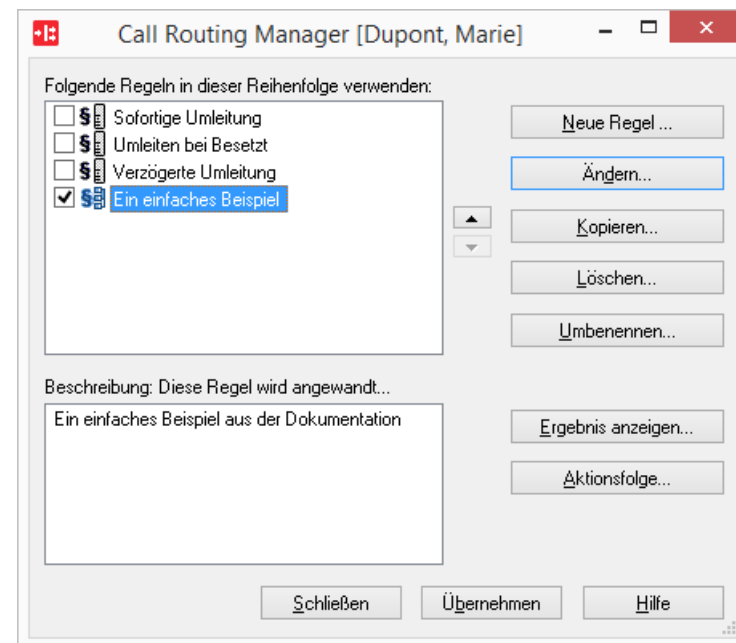 Call Routing Manager [Dupont, Marie]
Folgende Regeln in dieser Reihenfolge verwenden:
Sofortige Umleitung
Umleiten bei Besetzt
Verzögerte Umleitung
Ein einfaches Beispiel
Neue Regel ...
Ändern...
Kopieren...
Löschen...
Umbenennen...
Beschreibung: Diese Regel wird angewandt...
Ein einfaches Beispiel aus der Dokumentation
Ergebnis anzeigen...
Aktionsfolge...
Schließen
Übernehmen
Hilfe